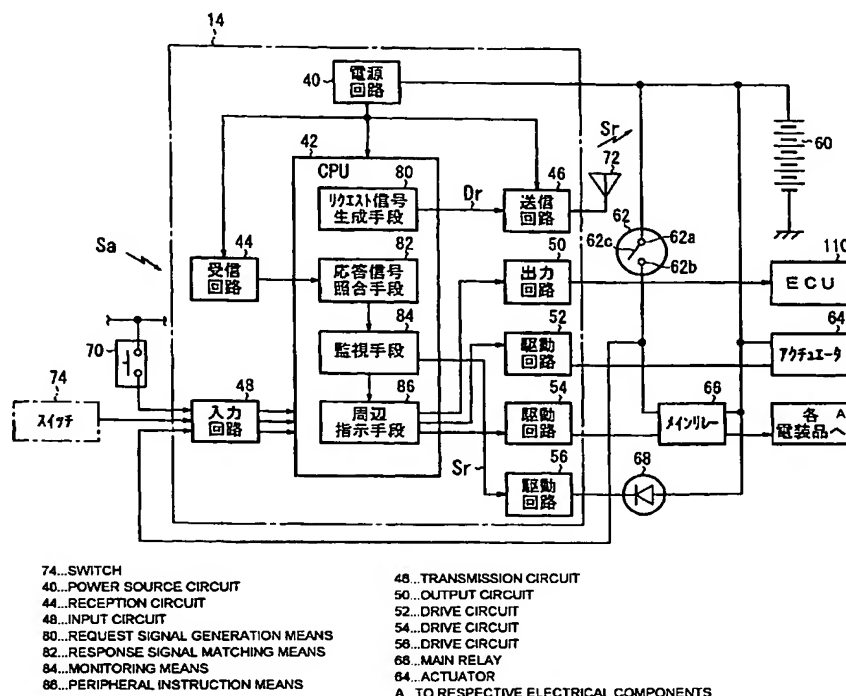 14
40
電源
回路
42
CPU
80
リクエスト信号
生成手段
Dr
46
送信
回路
Sr
72
60
62
62a
62c
62b
Sa
44
受信
回路
82
応答信号
照合手段
50
出力
回路
110
ECU
84
監視手段
52
駆動
回路
64
アクチュエータ
70
74
スイッチ
48
入力
回路
86
周辺
指示手段
54
駆動
回路
66
メインリレー
各 A
電装品へ
Sr
56
駆動
回路
68
74...SWITCH
40...POWER SOURCE CIRCUIT
44...RECEPTION CIRCUIT
48...INPUT CIRCUIT
80...REQUEST SIGNAL GENERATION MEANS
82...RESPONSE SIGNAL MATCHING MEANS
84...MONITORING MEANS
86...PERIPHERAL INSTRUCTION MEANS
46...TRANSMISSION CIRCUIT
50...OUTPUT CIRCUIT
52...DRIVE CIRCUIT
54...DRIVE CIRCUIT
56...DRIVE CIRCUIT
66...MAIN RELAY
64...ACTUATOR
A...TO RESPECTIVE ELECTRICAL COMPONENTS